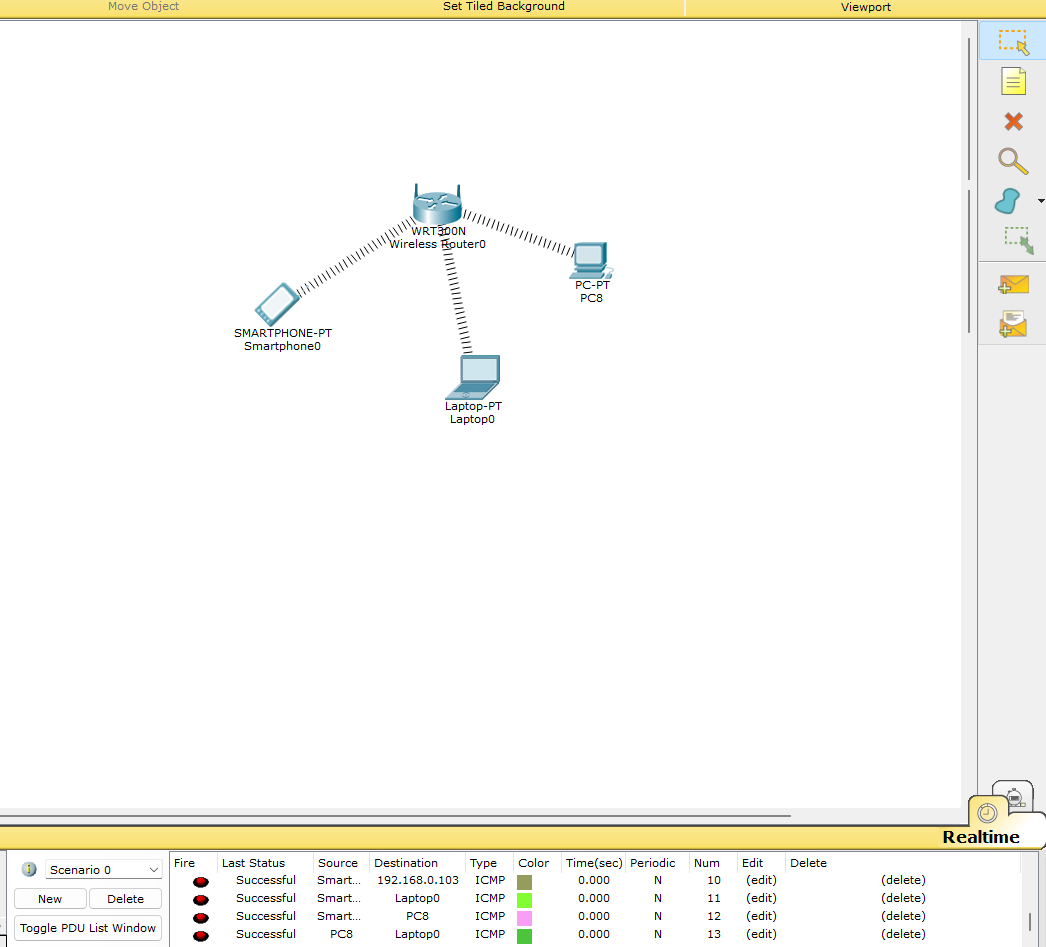 Move Object Set Tiled Background Viewport
WRT300N
Wireless Router0
PC-PT
PC8
SMARTPHONE-PT
Smartphone0
Laptop-PT
Laptop0
Realtime
Scenario 0
New Delete
Toggle PDU List Window
Fire Last Status Source Destination Type Color Time(sec) Periodic Num Edit Delete
Successful Smart... 192.168.0.103 ICMP 0.000 N 10 (edit) (delete)
Successful Smart... Laptop0 ICMP 0.000 N 11 (edit) (delete)
Successful Smart... PC8 ICMP 0.000 N 12 (edit) (delete)
Successful PC8 Laptop0 ICMP 0.000 N 13 (edit) (delete)